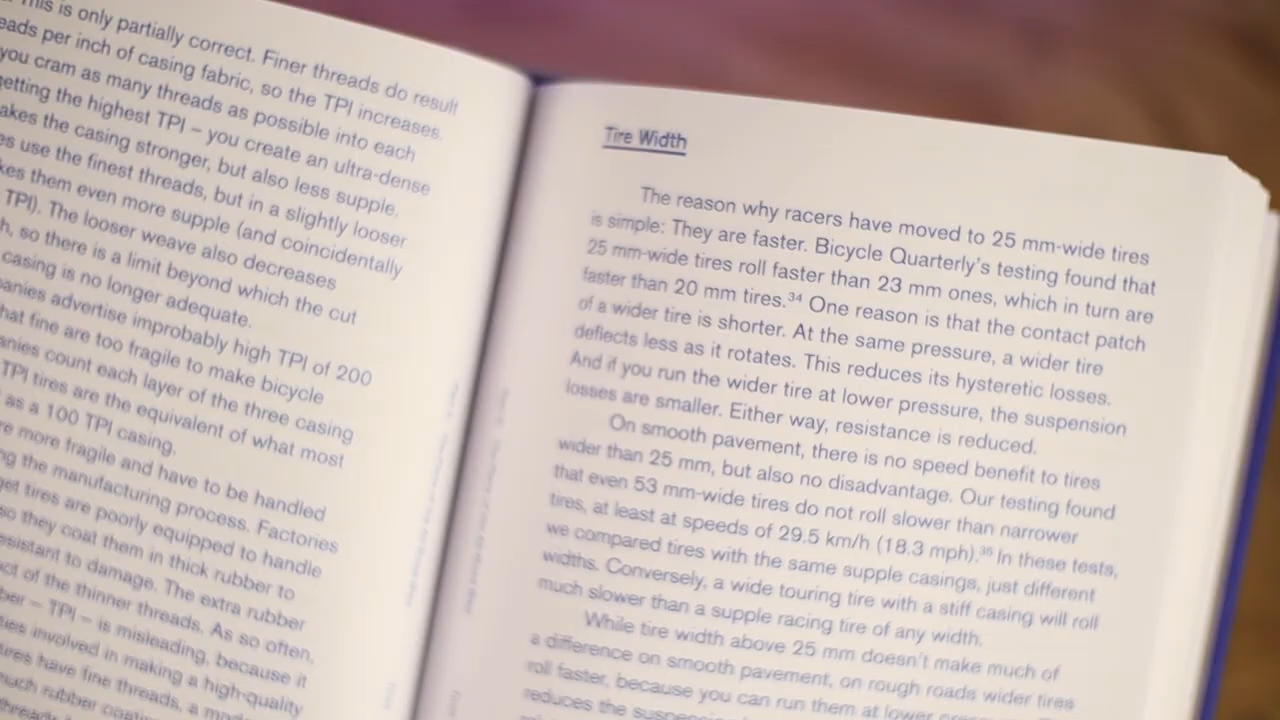 This is only partially correct. Finer threads do result
eads per inch of casing fabric, so the TPI increases.
you cram as many threads as possible into each
etting the highest TPI – you create an ultra-dense
akes the casing stronger, but also less supple.
es use the finest threads, but in a slightly looser
kes them even more supple (and coincidentally
TPI). The looser weave also decreases
h, so there is a limit beyond which the cut
casing is no longer adequate.
anies advertise improbably high TPI of 200
hat fine are too fragile to make bicycle
anies count each layer of the three casing
TPI tires are the equivalent of what most
as a 100 TPI casing.
re more fragile and have to be handled
ng the manufacturing process. Factories
get tires are poorly equipped to handle
so they coat them in thick rubber to
esistant to damage. The extra rubber
ct of the thinner threads. As so often,
ber – TPI – is misleading, because it
ies involved in making a high-quality
ires have fine threads, a
much rubber
threads
Tire Width
The reason why racers have moved to 25 mm-wide tires
is simple: They are faster. Bicycle Quarterly's testing found that
25 mm-wide tires roll faster than 23 mm ones, which in turn are
faster than 20 mm tires.³⁴ One reason is that the contact patch
of a wider tire is shorter. At the same pressure, a wider tire
deflects less as it rotates. This reduces its hysteretic losses.
And if you run the wider tire at lower pressure, the suspension
losses are smaller. Either way, resistance is reduced.
On smooth pavement, there is no speed benefit to tires
wider than 25 mm, but also no disadvantage. Our testing found
that even 53 mm-wide tires do not roll slower than narrower
tires, at least at speeds of 29.5 km/h (18.3 mph).³⁵ In these tests,
we compared tires with the same supple casings, just different
widths. Conversely, a wide touring tire with a stiff casing will roll
much slower than a supple racing tire of any width.
While tire width above 25 mm doesn't make much of
a difference on smooth pavement, on rough roads wider tires
roll faster, because you can run them at lower
reduces the